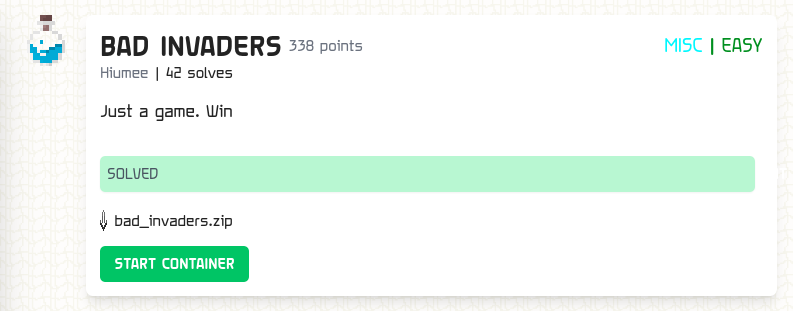 BAD INVADERS 338 points MISC | EASY
Hiumee | 42 solves
Just a game. Win
SOLVED
bad_invaders.zip
START CONTAINER